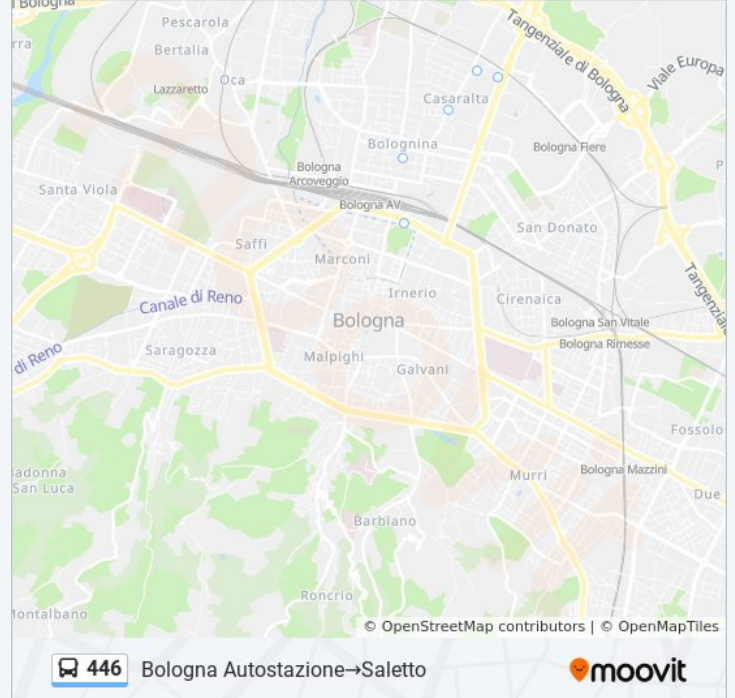 l Bologna
Pescarola
Tangenziale di Bologna
rra
Bertalia
Viale Europa
Oca
Lazzaretto
Casaralta
Bolognina
Bologna Fiere
Bologna
Arcoveggio
P
Santa Viola
Bologna AV
San Donato
Saffi
Marconi
Tangenzial
Irnerio
Cirenaica
Canale di Reno
Bologna
Bologna San Vitale
Bologna Rimesse
di Reno
Saragozza
Malpighi
Galvani
Fossolo
adonna
San Luca
Murri
Bologna Mazzini
Due
Barbiano
Roncrio
Montalbano
© OpenStreetMap contributors | © OpenMapTiles
446 Bologna Autostazione→Saletto
moovit